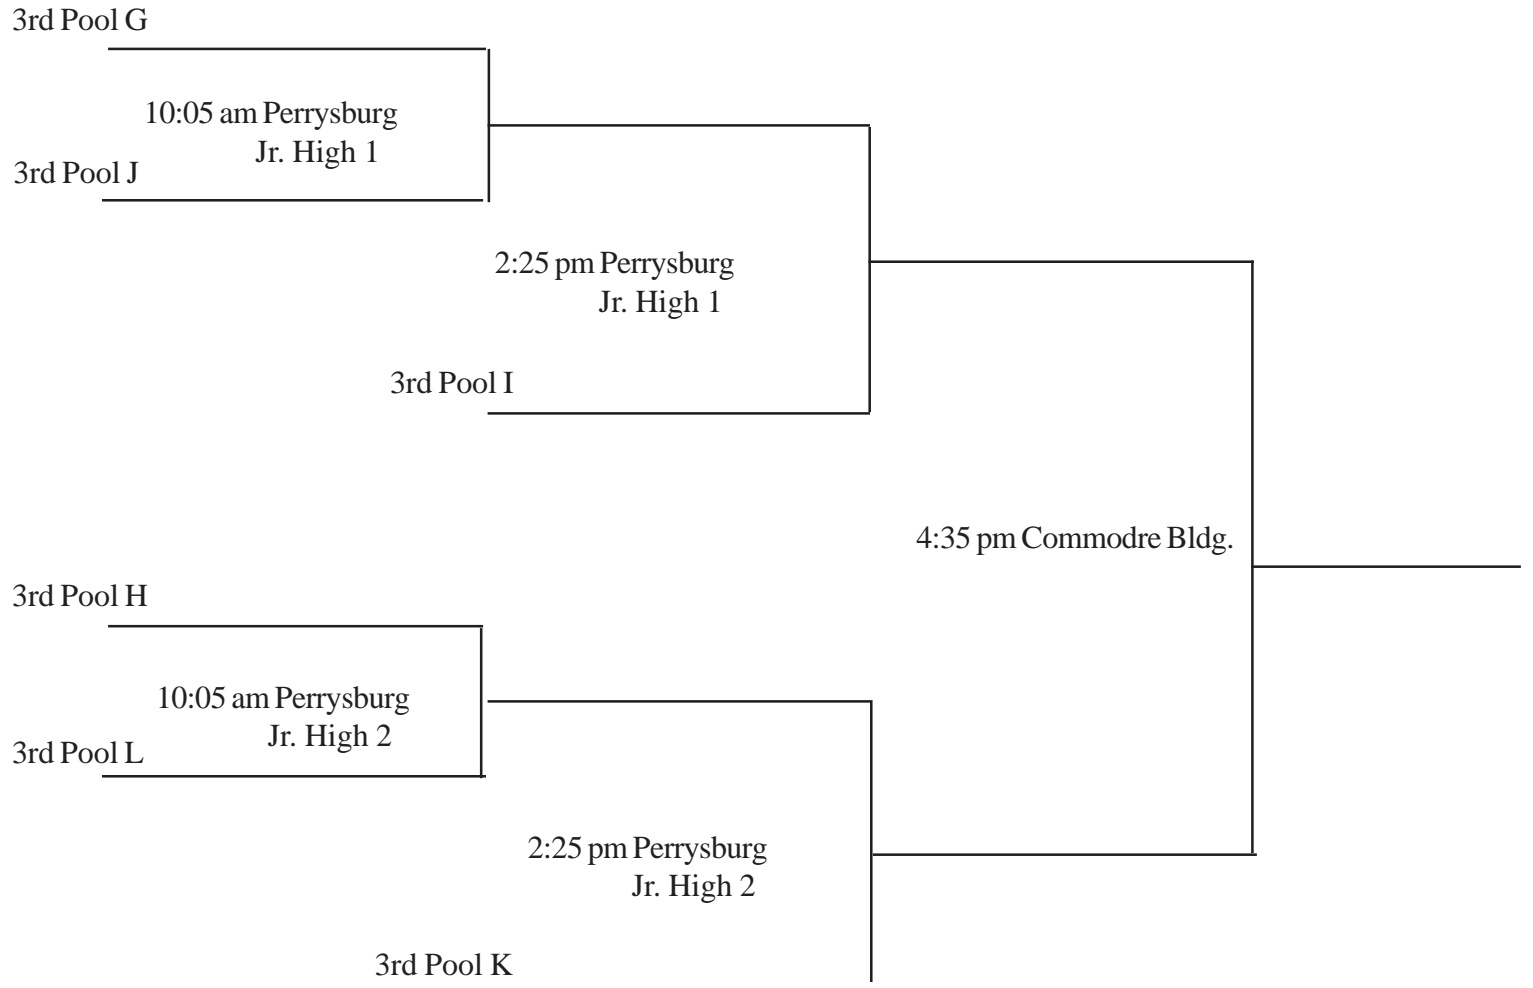 3rd Pool G
10:05 am Perrysburg
Jr. High 1
3rd Pool J
2:25 pm Perrysburg
Jr. High 1
3rd Pool I
4:35 pm Commodre Bldg.
3rd Pool H
10:05 am Perrysburg
Jr. High 2
3rd Pool L
2:25 pm Perrysburg
Jr. High 2
3rd Pool K